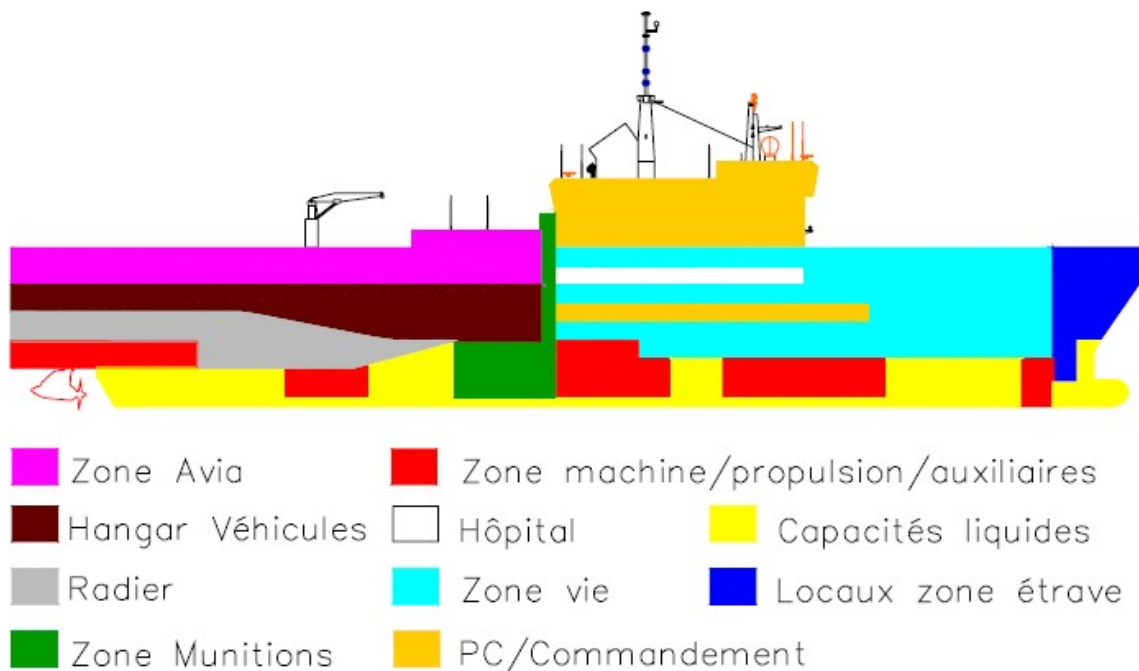 Zone Avia
Zone machine/propulsion/auxiliaires
Hangar Véhicules
Hôpital
Capacités liquides
Radier
Zone vie
Locaux zone étrave
Zone Munitions
PC/Commandement